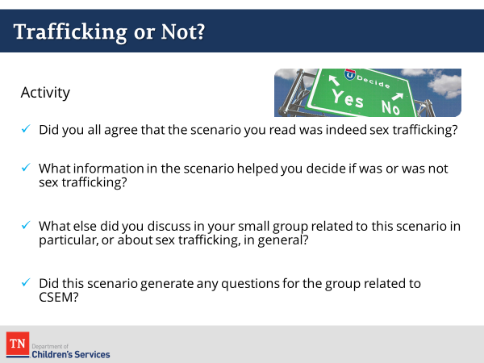 Trafficking or Not?
Activity
Decide
Yes No
Did you all agree that the scenario you read was indeed sex trafficking?
What information in the scenario helped you decide if was or was not
sex trafficking?
What else did you discuss in your small group related to this scenario in
particular, or about sex trafficking, in general?
Did this scenario generate any questions for the group related to
CSEM?
TN
Department of
Children's Services